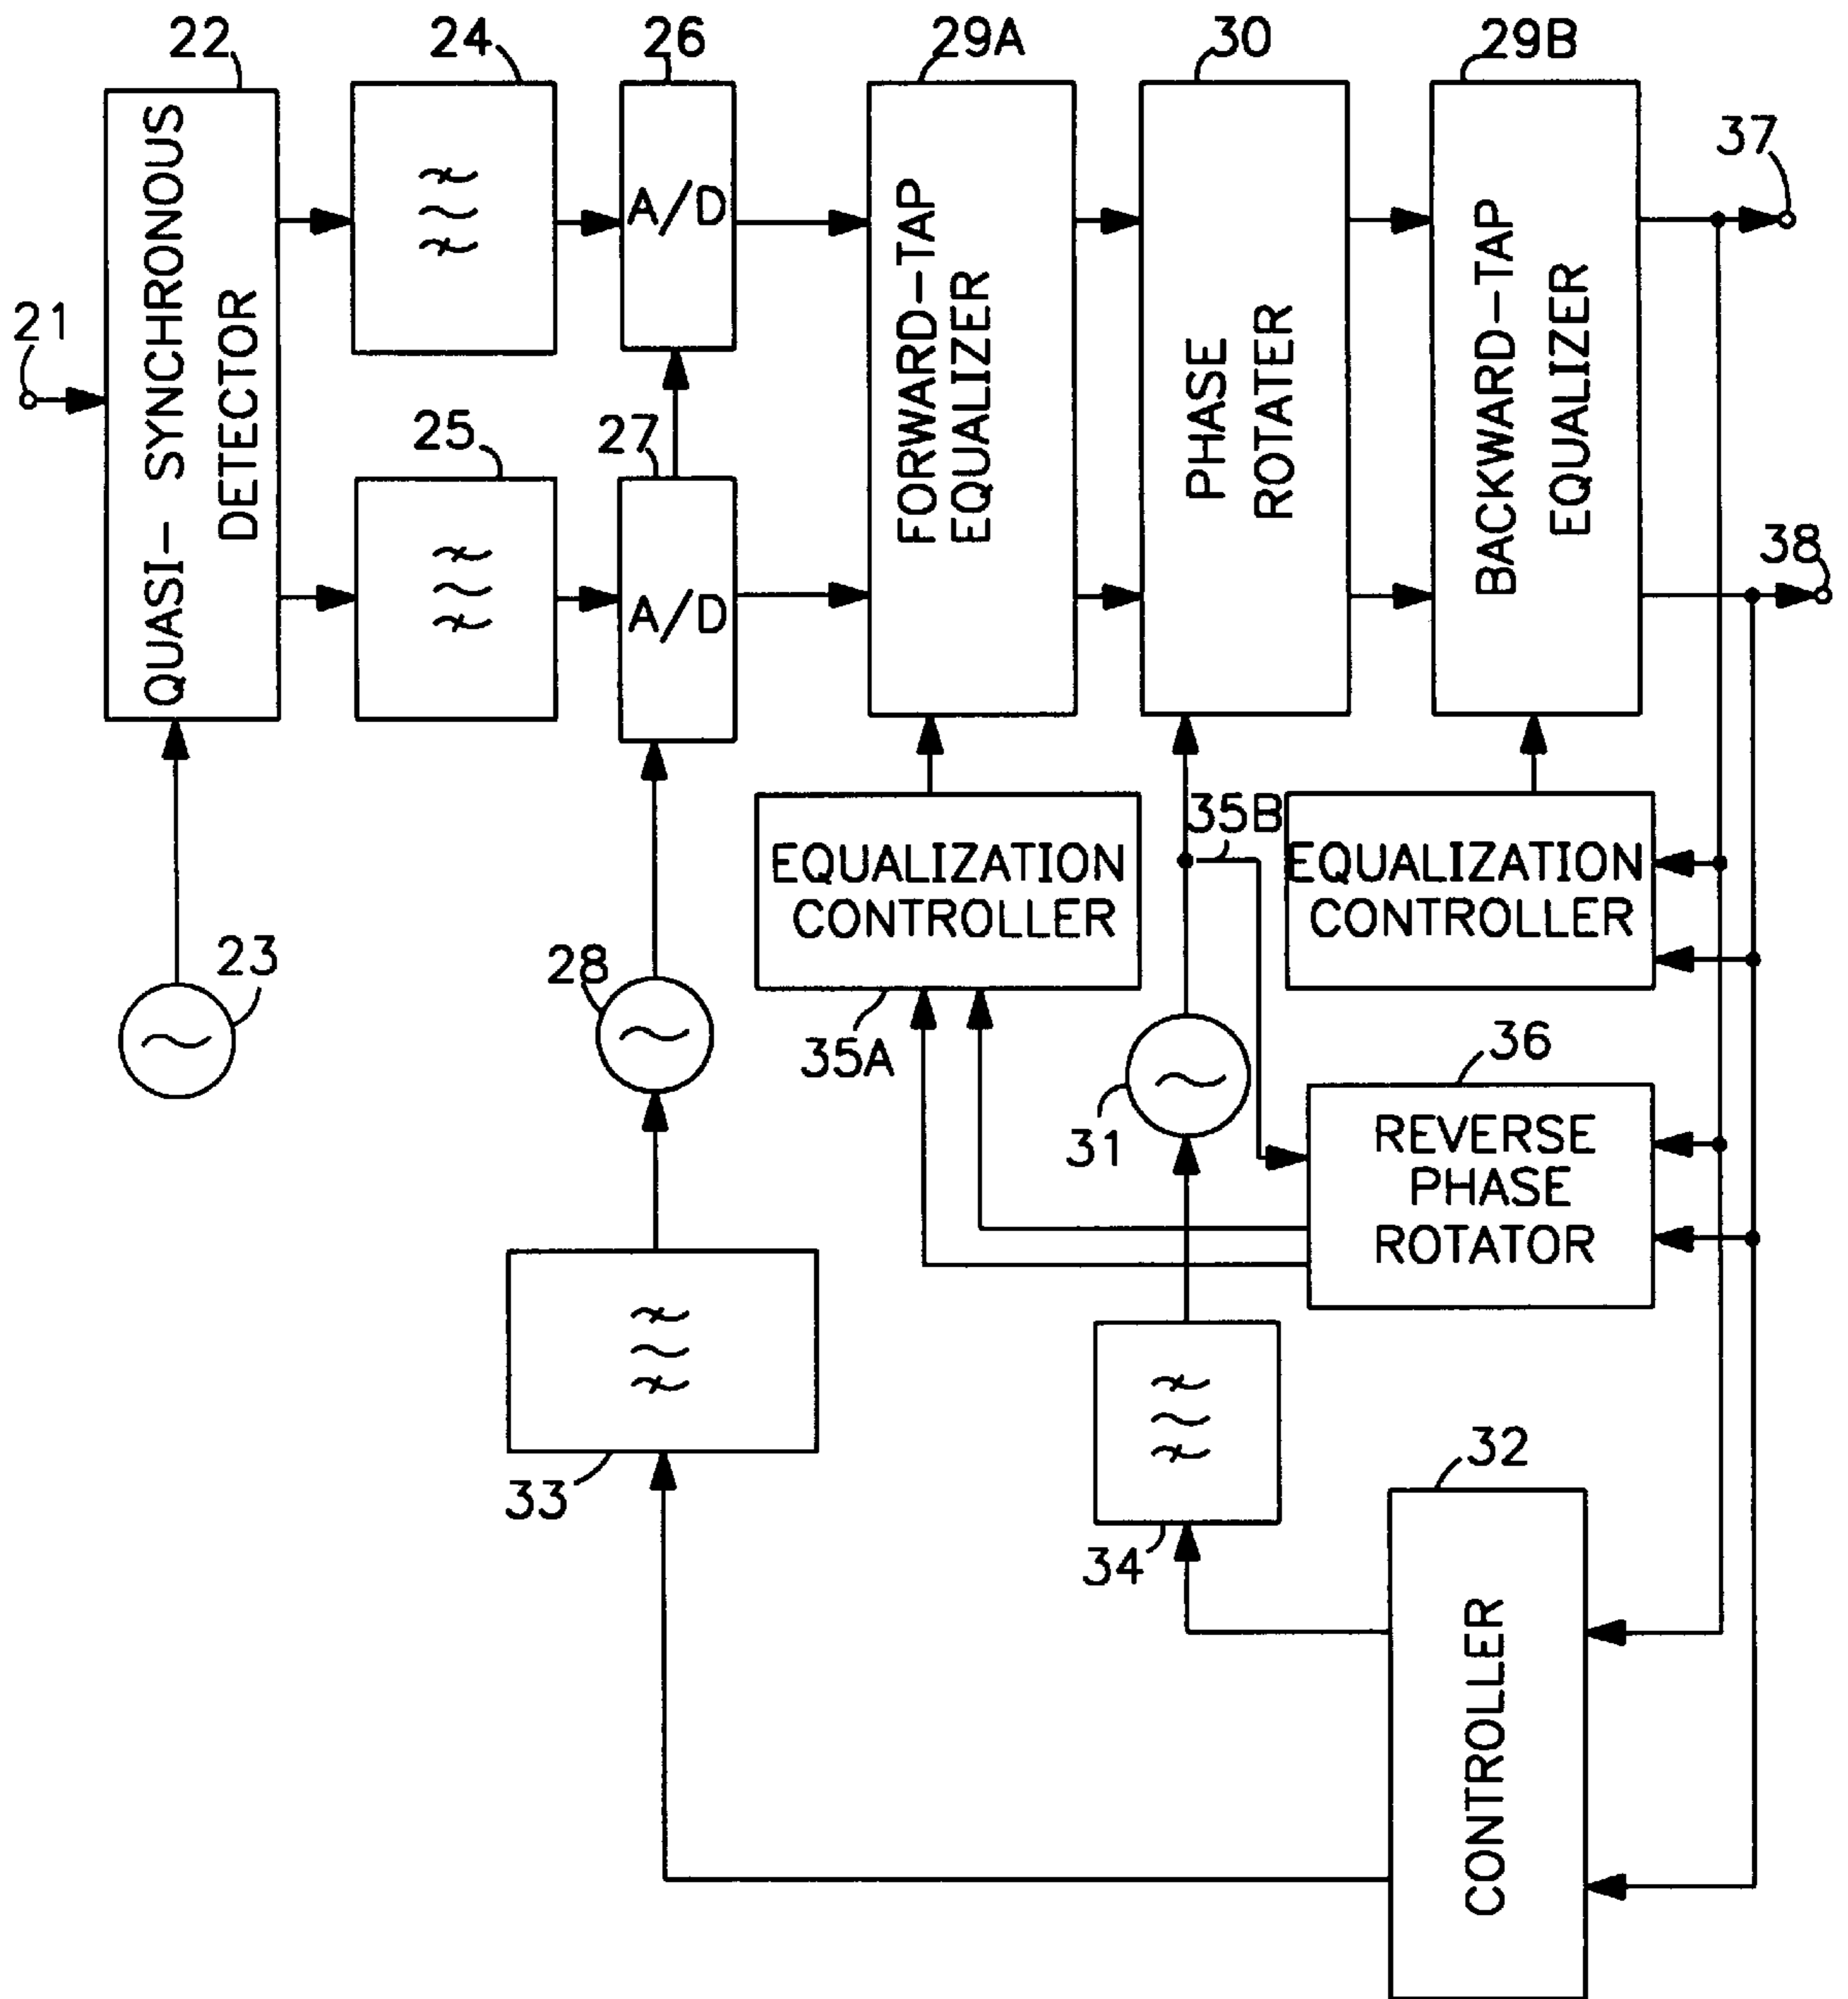 22
24
26
29A
30
29B
37
21
QUASI- SYNCHRONOUS
DETECTOR
A/D
FORWARD-TAP
EQUALIZER
PHASE
ROTATER
BACKWARD-TAP
EQUALIZER
25
27
A/D
38
35B
EQUALIZATION
CONTROLLER
EQUALIZATION
CONTROLLER
23
28
35A
31
36
REVERSE
PHASE
ROTATOR
33
34
32
CONTROLLER